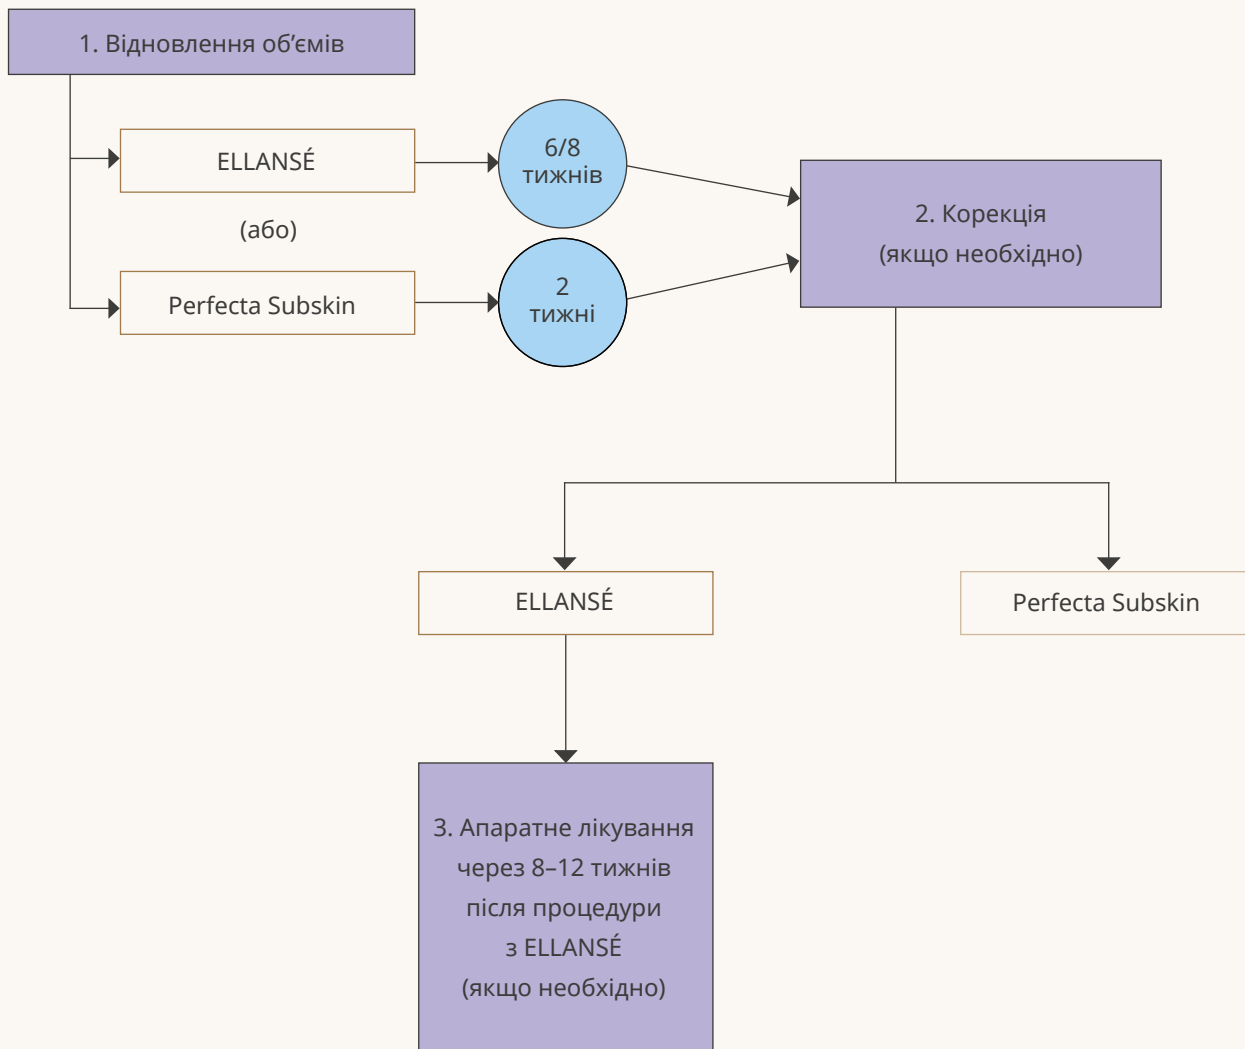 1. Відновлення об’ємів
ELLANSÉ
6/8
тижнів
(або)
Perfecta Subskin
2
тижні
2. Корекція
(якщо необхідно)
ELLANSÉ
Perfecta Subskin
3. Апаратне лікування
через 8–12 тижнів
після процедури
з ELLANSÉ
(якщо необхідно)